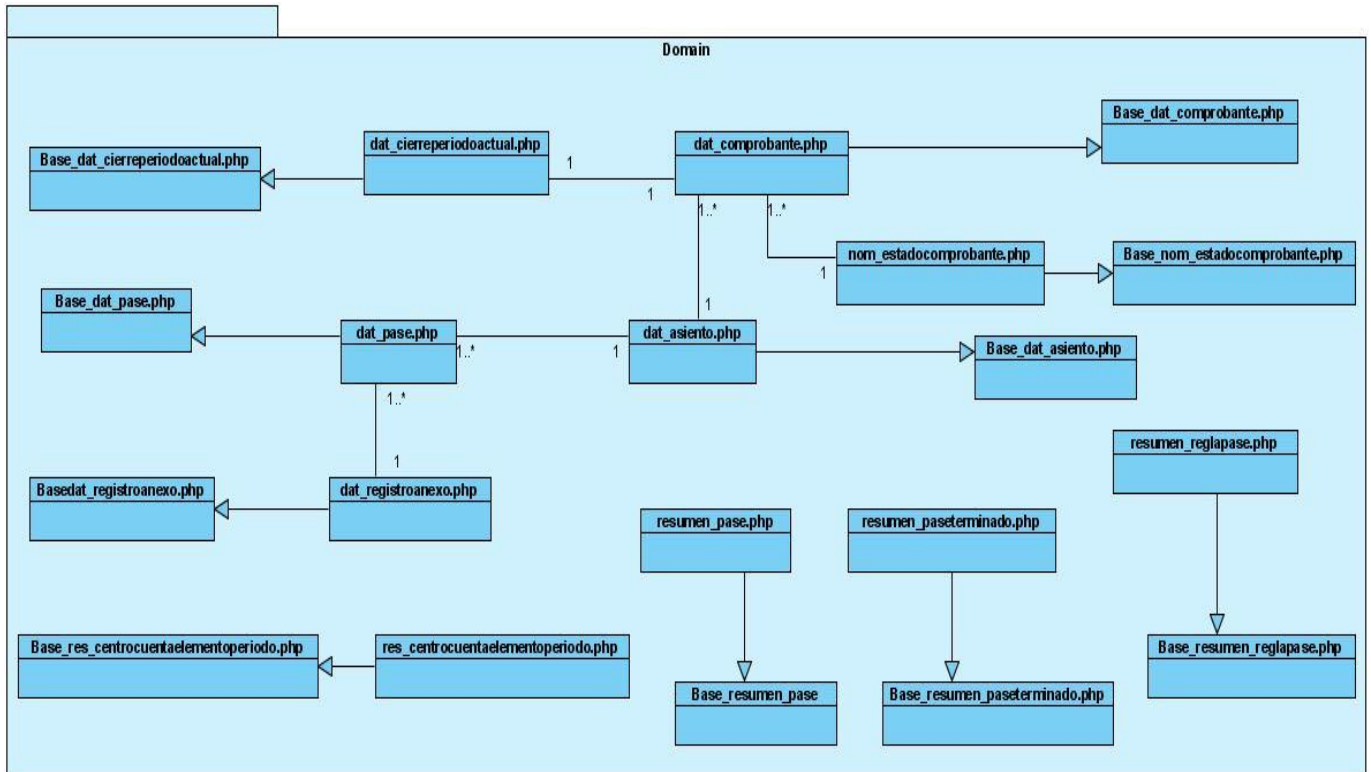 Domain
Base_dat_comprobante.php
dat_cierreperiodoactual.php
dat_comprobante.php
Base_dat_cierreperiodoactual.php
1
1
1..*
1..*
nom_estadocomprobante.php
Base_nom_estadocomprobante.php
1
Base_dat_pase.php
1
dat_pase.php
dat_asiento.php
Base_dat_asiento.php
1..*
1
1..*
resumen_reglapase.php
1
Basedat_registroanexo.php
dat_registroanexo.php
resumen_pase.php
resumen_paseterminado.php
Base_res_centrocuentaelementoperiodo.php
res_centrocuentaelementoperiodo.php
Base_resumen_reglapase.php
Base_resumen_pase
Base_resumen_paseterminado.php